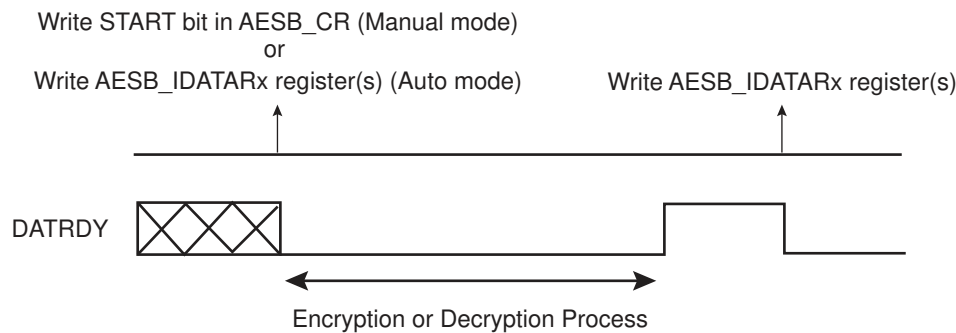 Write START bit in AESB_CR (Manual mode)
or
Write AESB_IDATARx register(s) (Auto mode)
Write AESB_IDATARx register(s)
DATRDY
Encryption or Decryption Process